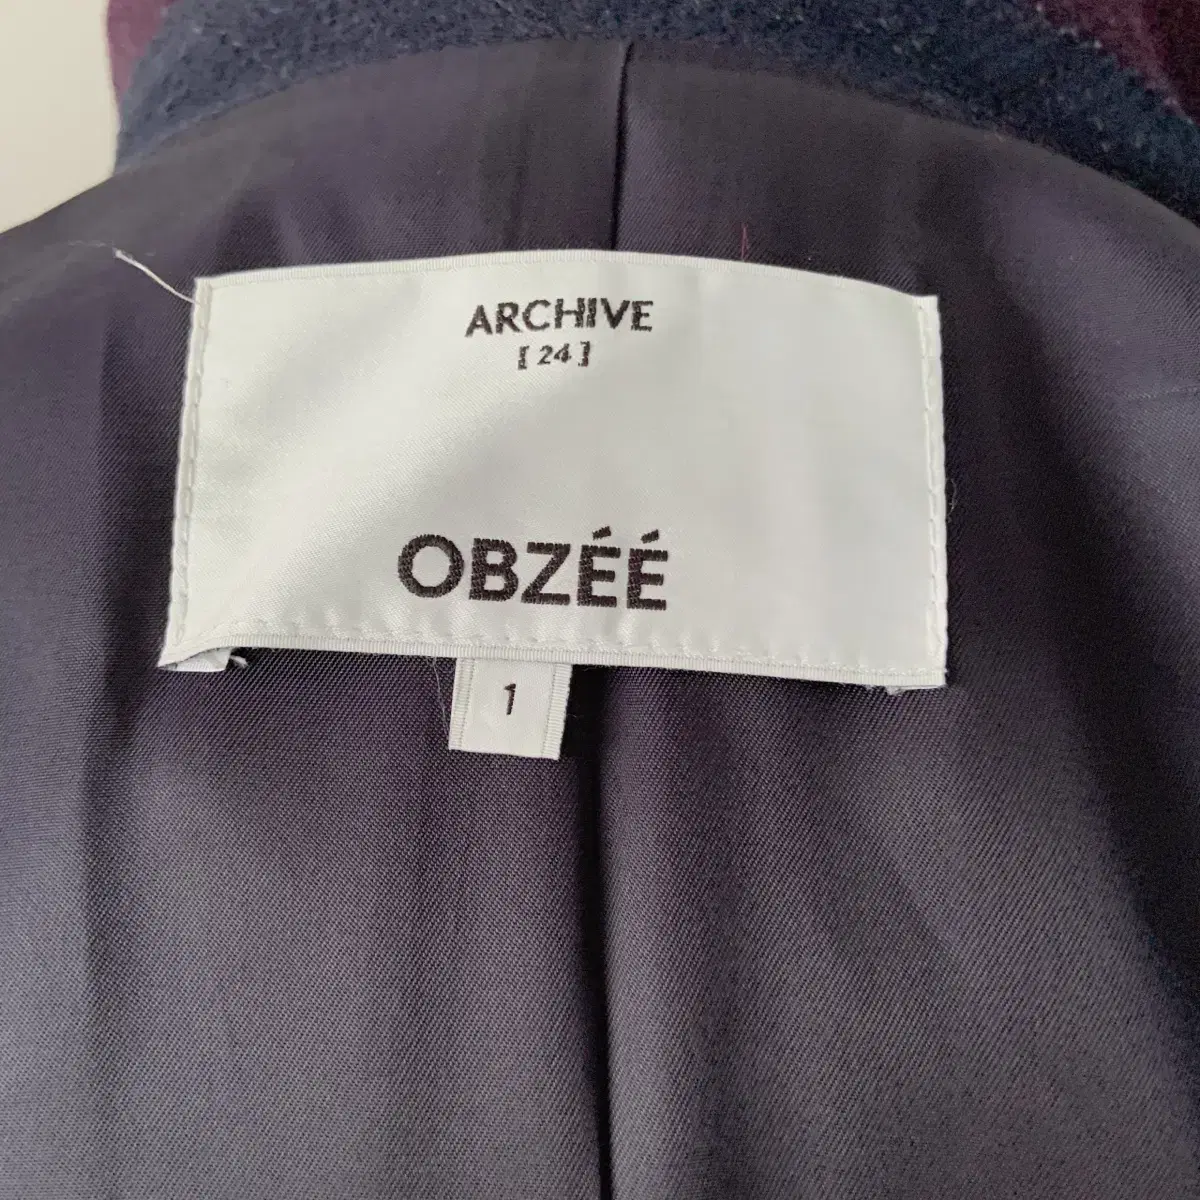 ARCHIVE
[ 24 ]
OBZÉÉ
1